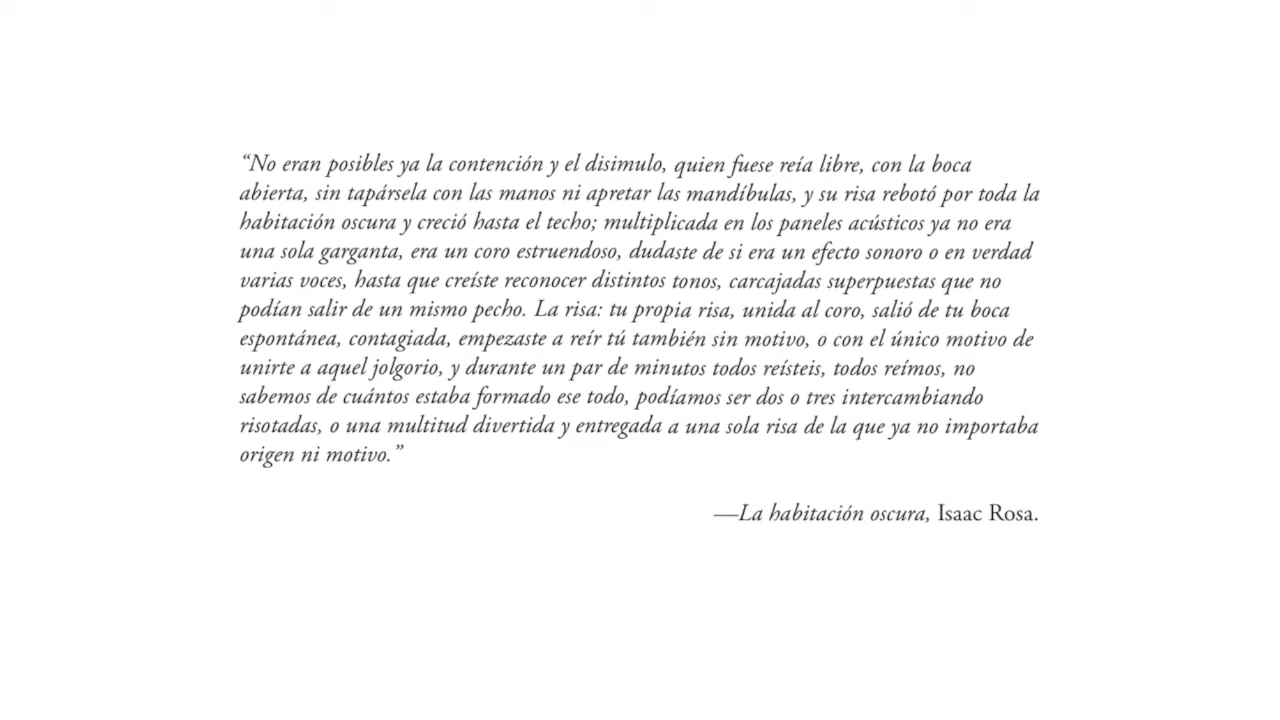 “No eran posibles ya la contención y el disimulo, quien fuese reía libre, con la boca
abierta, sin tapársela con las manos ni apretar las mandíbulas, y su risa rebotó por toda la
habitación oscura y creció hasta el techo; multiplicada en los paneles acústicos ya no era
una sola garganta, era un coro estruendoso, dudaste de si era un efecto sonoro o en verdad
varias voces, hasta que creíste reconocer distintos tonos, carcajadas superpuestas que no
podían salir de un mismo pecho. La risa: tu propia risa, unida al coro, salió de tu boca
espontánea, contagiada, empezaste a reír tú también sin motivo, o con el único motivo de
unirte a aquel jolgorio, y durante un par de minutos todos reísteis, todos reímos, no
sabemos de cuántos estaba formado ese todo, podíamos ser dos o tres intercambiando
risotadas, o una multitud divertida y entregada a una sola risa de la que ya no importaba
origen ni motivo.”
—La habitación oscura, Isaac Rosa.